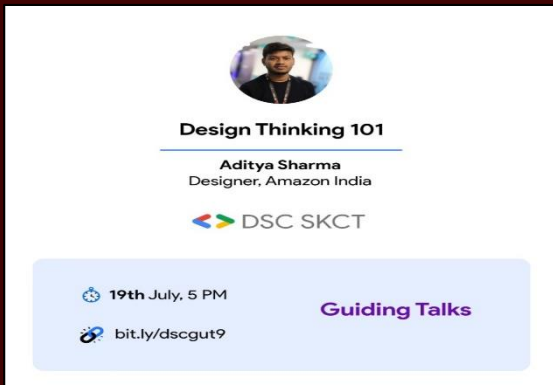 Design Thinking 101
Aditya Sharma
Designer, Amazon India
DSC SKCT
19th July, 5 PM
bit.ly/dscgut9
Guiding Talks